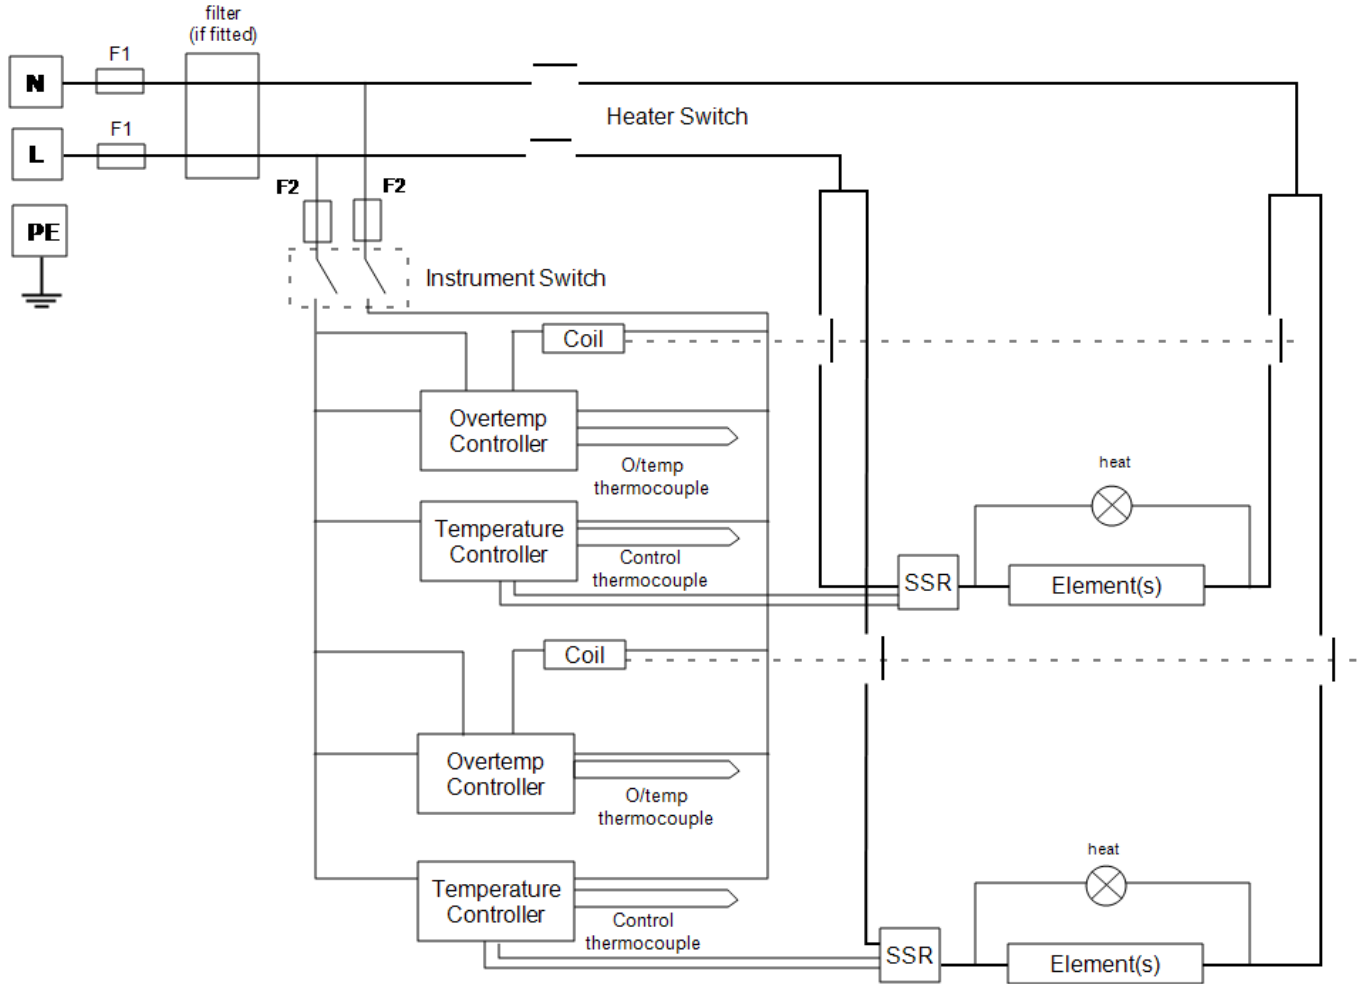 filter
(if fitted)
F1
N
Heater Switch
F1
L
F2
F2
PE
Instrument Switch
Coil
Overtemp
Controller
O/temp
thermocouple
heat
Temperature
Controller
Control
thermocouple
SSR
Element(s)
Coil
Overtemp
Controller
O/temp
thermocouple
heat
Temperature
Controller
Control
thermocouple
SSR
Element(s)